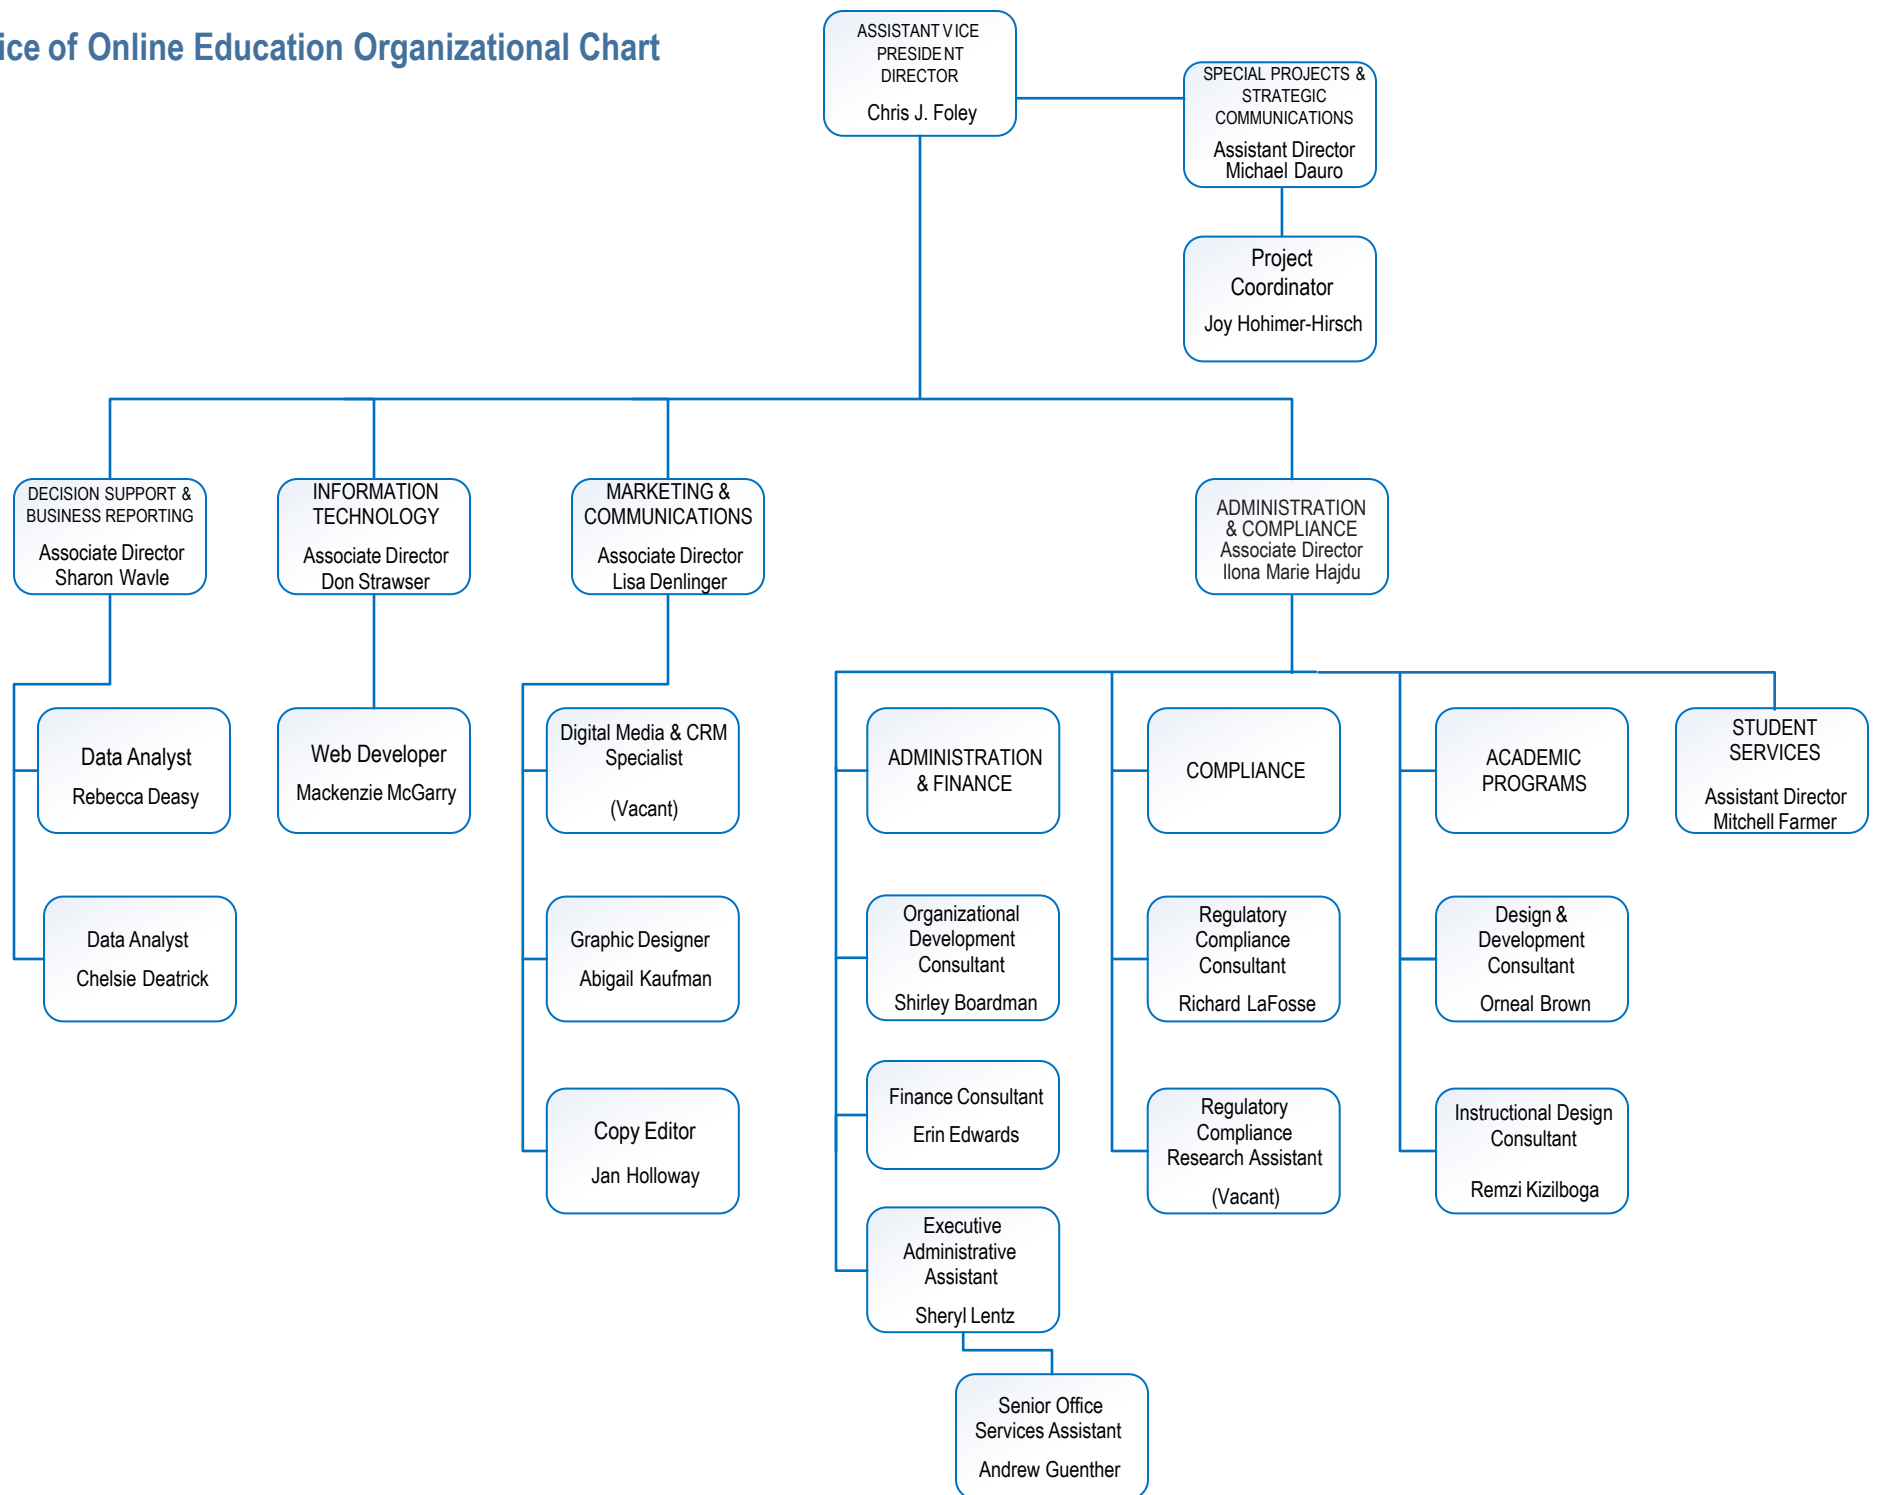 ice of Online Education Organizational Chart
ASSISTANT VICE
PRESIDENT
DIRECTOR
Chris J. Foley
SPECIAL PROJECTS &
STRATEGIC
COMMUNICATIONS
Assistant Director
Michael Dauro
Project
Coordinator
Joy Hohimer-Hirsch
DECISION SUPPORT &
BUSINESS REPORTING
Associate Director
Sharon Wavle
INFORMATION
TECHNOLOGY
Associate Director
Don Strawser
MARKETING &
COMMUNICATIONS
Associate Director
Lisa Denlinger
ADMINISTRATION
& COMPLIANCE
Associate Director
Ilona Marie Hajdu
Data Analyst
Rebecca Deasy
Web Developer
Mackenzie McGarry
Digital Media & CRM
Specialist
(Vacant)
ADMINISTRATION
& FINANCE
COMPLIANCE
ACADEMIC
PROGRAMS
STUDENT
SERVICES
Assistant Director
Mitchell Farmer
Data Analyst
Chelsie Deatrick
Graphic Designer
Abigail Kaufman
Organizational
Development
Consultant
Shirley Boardman
Regulatory
Compliance
Consultant
Richard LaFosse
Design &
Development
Consultant
Orneal Brown
Copy Editor
Jan Holloway
Finance Consultant
Erin Edwards
Regulatory
Compliance
Research Assistant
(Vacant)
Instructional Design
Consultant
Remzi Kizilboga
Executive
Administrative
Assistant
Sheryl Lentz
Senior Office
Services Assistant
Andrew Guenther